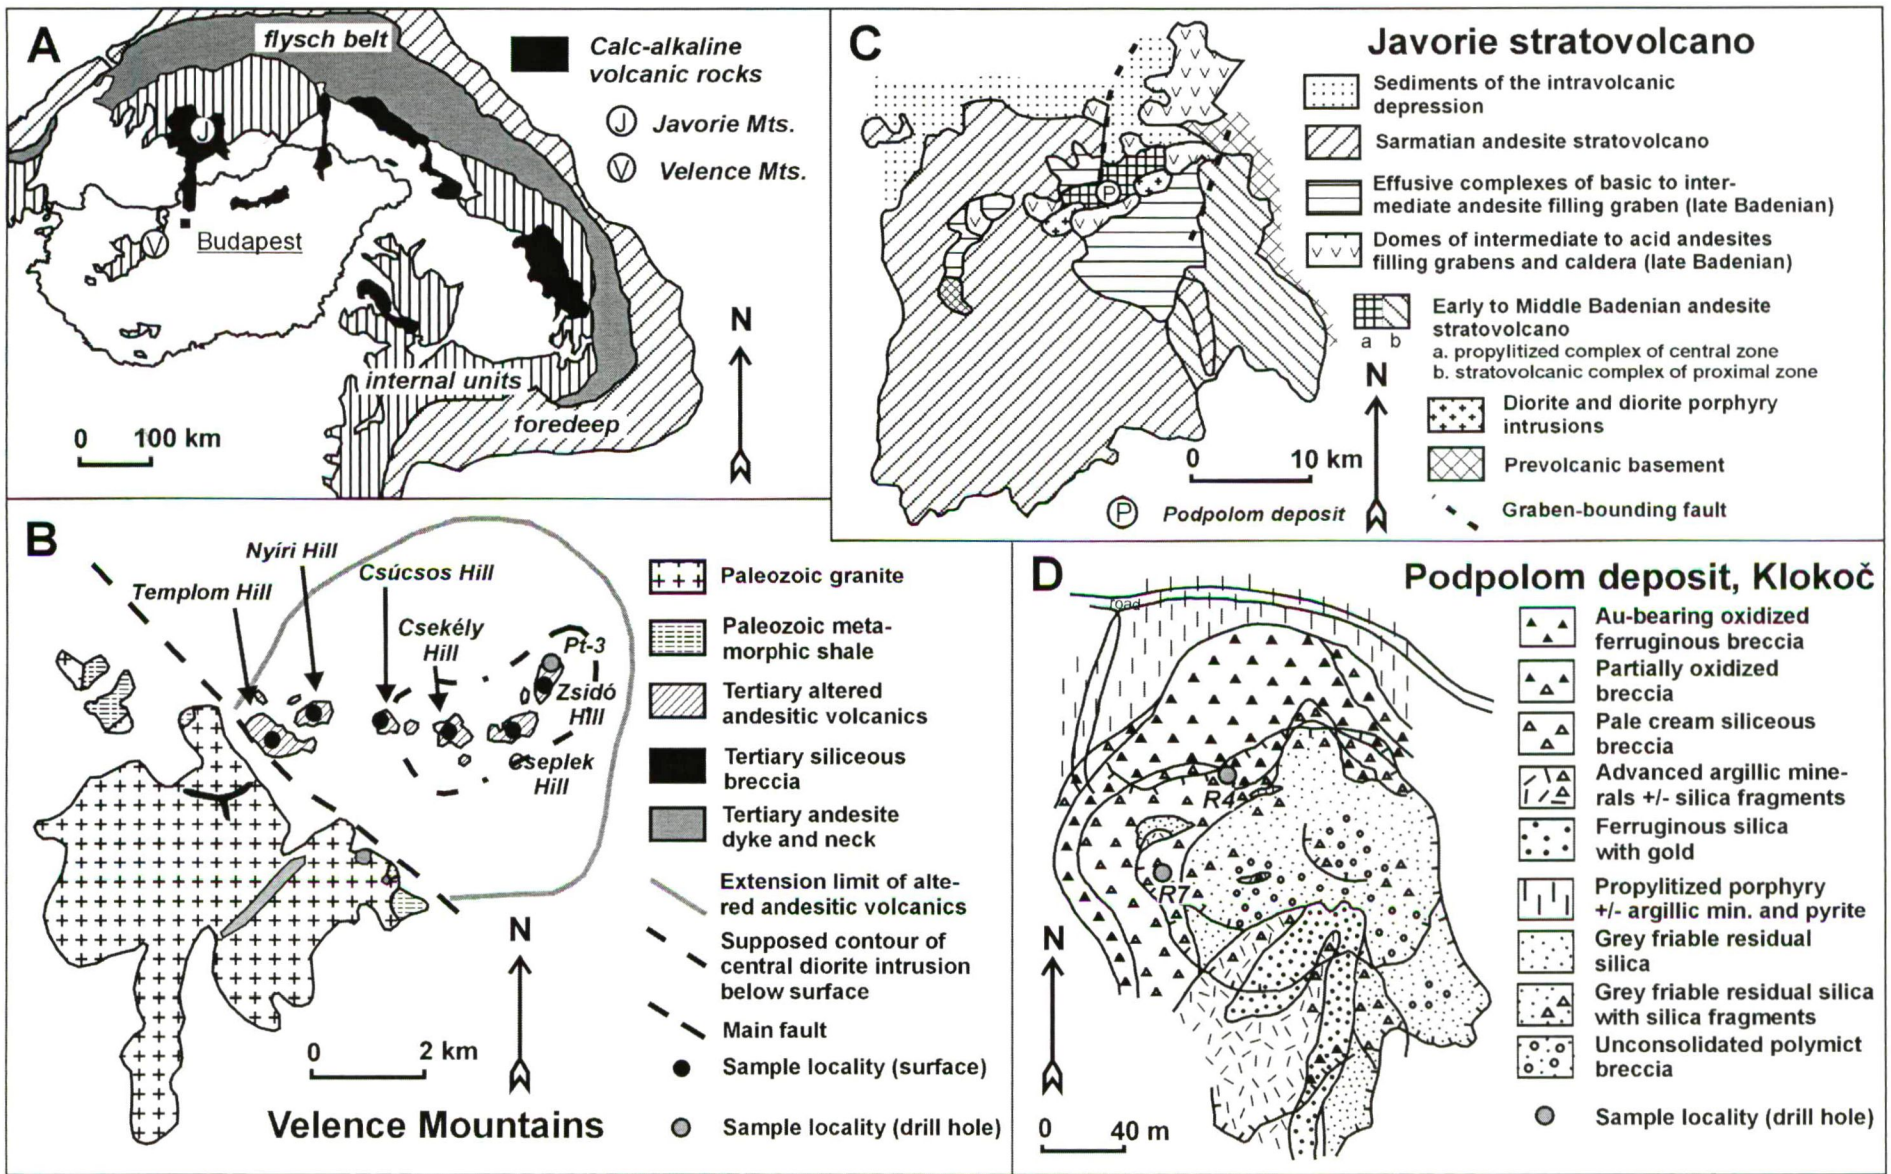 A
flysch belt
Calc-alkaline
volcanic rocks
J
Javorie Mts.
V
Velence Mts.
J
V
Budapest
internal units
foredeep
N
0 100 km
C
Javorie stratovolcano
Sediments of the intravolcanic
depression
Sarmatian andesite stratovolcano
Effusive complexes of basic to inter-
mediate andesite filling graben (late Badenian)
Domes of intermediate to acid andesites
filling grabens and caldera (late Badenian)
Early to Middle Badenian andesite
stratovolcano
a b
a. propylitized complex of central zone
b. stratovolcanic complex of proximal zone
Diorite and diorite porphyry
intrusions
Prevolcanic basement
Graben-bounding fault
P
N
0 10 km
P
Podpolom deposit
B
Nyíri Hill
Templom Hill
Csúcsos Hill
Csekély
Hill
Pt-3
Zsidó
Hill
Cseplek
Hill
Paleozoic granite
Paleozoic meta-
morphic shale
Tertiary altered
andesitic volcanics
Tertiary siliceous
breccia
Tertiary andesite
dyke and neck
Extension limit of alte-
red andesitic volcanics
Supposed contour of
central diorite intrusion
below surface
Main fault
Sample locality (surface)
Sample locality (drill hole)
N
0 2 km
Velence Mountains
D
Podpolom deposit, Klokoč
road
R4
R7
N
0 40 m
Au-bearing oxidized
ferruginous breccia
Partially oxidized
breccia
Pale cream siliceous
breccia
Advanced argillic mine-
rals +/- silica fragments
Ferruginous silica
with gold
Propylitized porphyry
+/- argillic min. and pyrite
Grey friable residual
silica
Grey friable residual silica
with silica fragments
Unconsolidated polymict
breccia
Sample locality (drill hole)